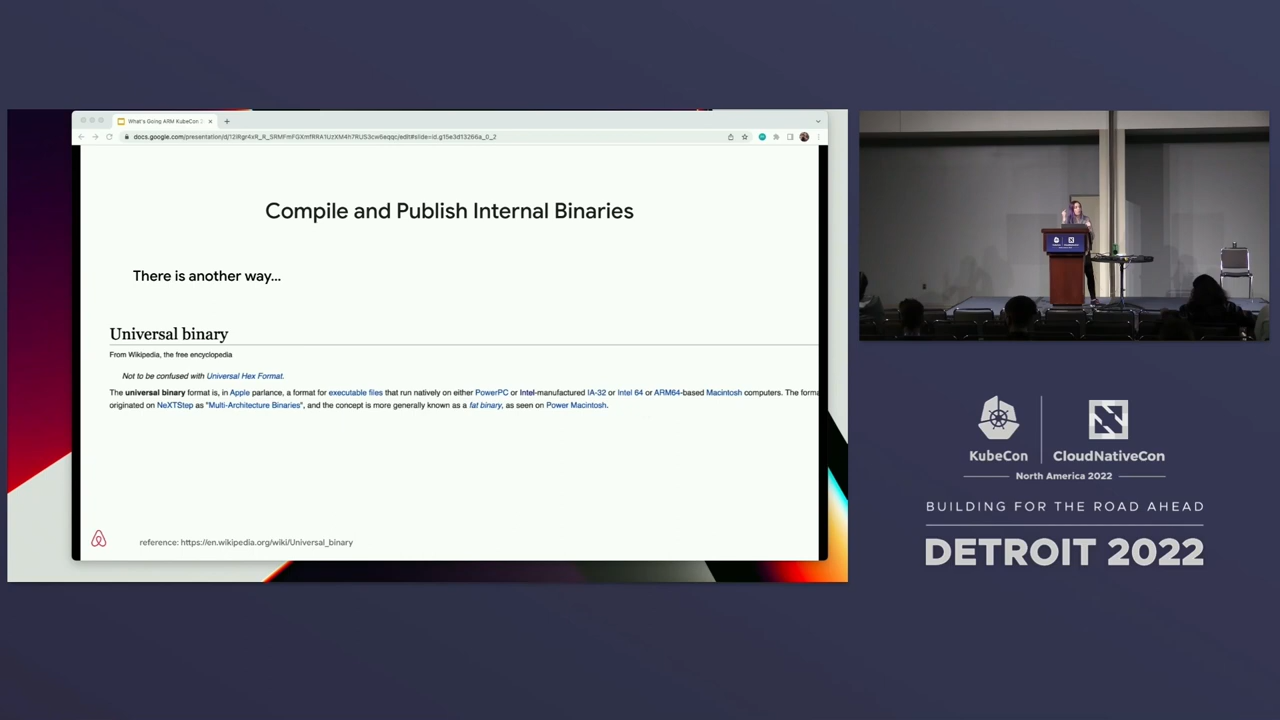 What's Going ARM KubeCon 2
Compile and Publish Internal Binaries
There is another way...
Universal binary
From Wikipedia, the free encyclopedia
Not to be confused with Universal Hex Format.
The universal binary format is, in Apple parlance, a format for executable files that run natively on either PowerPC or Intel-manufactured IA-32 or Intel 64 or ARM64-based Macintosh computers. The forma
originated on NeXTStep as "Multi-Architecture Binaries", and the concept is more generally known as a fat binary, as seen on Power Macintosh.
reference: https://en.wikipedia.org/wiki/Universal_binary
KubeCon
CloudNativeCon
North America 2022
BUILDING FOR THE ROAD AHEAD
DETROIT 2022